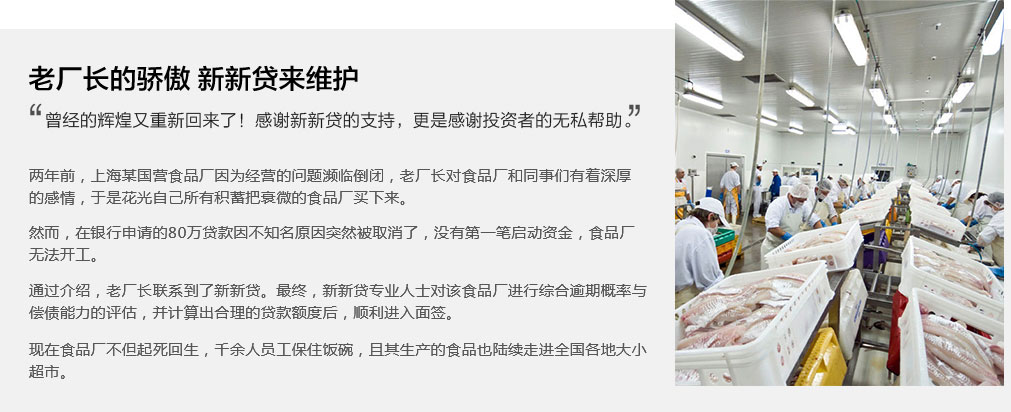 老厂长的骄傲 新新贷来维护
“曾经的辉煌又重新回来了！感谢新新贷的支持，更是感谢投资者的无私帮助。”
两年前，上海某国营食品厂因为经营的问题濒临倒闭，老厂长对食品厂和同事们有着深厚
的感情，于是花光自己所有积蓄把衰微的食品厂买下来。
然而，在银行申请的80万贷款因不知名原因突然被取消了，没有第一笔启动资金，食品厂
无法开工。
通过介绍，老厂长联系到了新新贷。最终，新新贷专业人士对该食品厂进行综合逾期概率与
偿债能力的评估，并计算出合理的贷款额度后，顺利进入面签。
现在食品厂不但起死回生，千余人员工保住饭碗，且其生产的食品也陆续走进全国各地大小
超市。